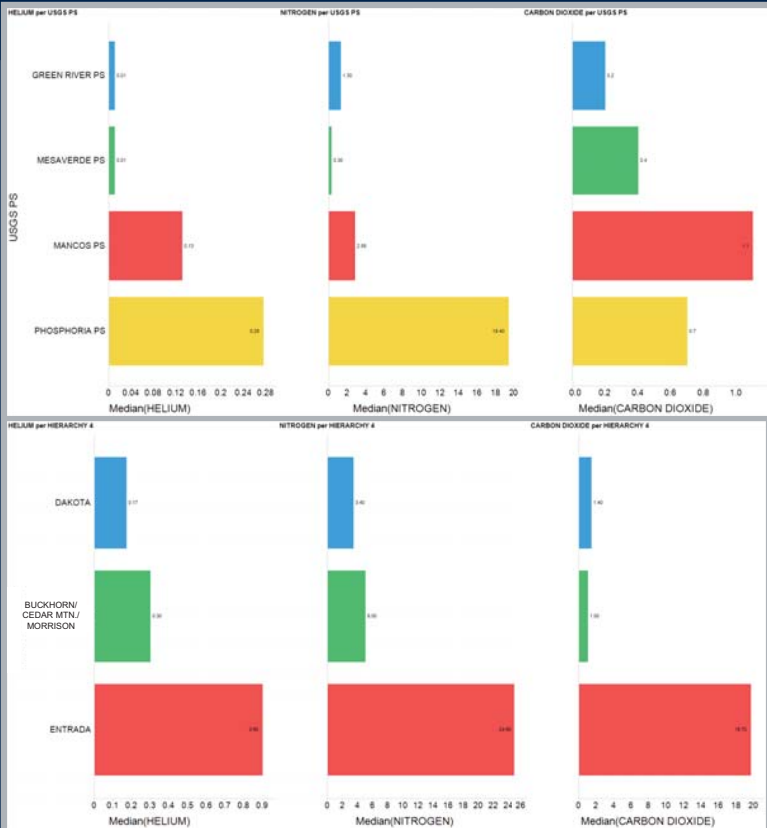 HELIUM per USGS PS
NITROGEN per USGS PS
CARBON DIOXIDE per USGS PS
USGS PS
GREEN RIVER PS
0.01
1.30
0.2
MESAVERDE PS
0.01
0.4
MANCOS PS
0.13
PHOSPHORIA PS
0.28
19.40
0.7
0 0.04 0.12 0.16 0.20 0.24 0.28
0 2 4 6 8 10 12 14 16 18 20
0.0 0.2 0.4 0.6 0.8 1.0
Median(HELIUM)
Median(NITROGEN)
Median(CARBON DIOXIDE)
HELIUM per HIERARCHY 4
NITROGEN per HIERARCHY 4
CARBON DIOXIDE per HIERARCHY 4
DAKOTA
0.17
1.40
BUCKHORN/
CEDAR MTN./
MORRISON
0.30
1.00
ENTRADA
0 0.1 0.2 0.3 0.4 0.5 0.6 0.7 0.8 0.9
0 2 4 6 8 10 12 14 16 18 20 22 24 26
0 2 4 6 8 10 12 14 16 18 20
Median(HELIUM)
Median(NITROGEN)
Median(CARBON DIOXIDE)